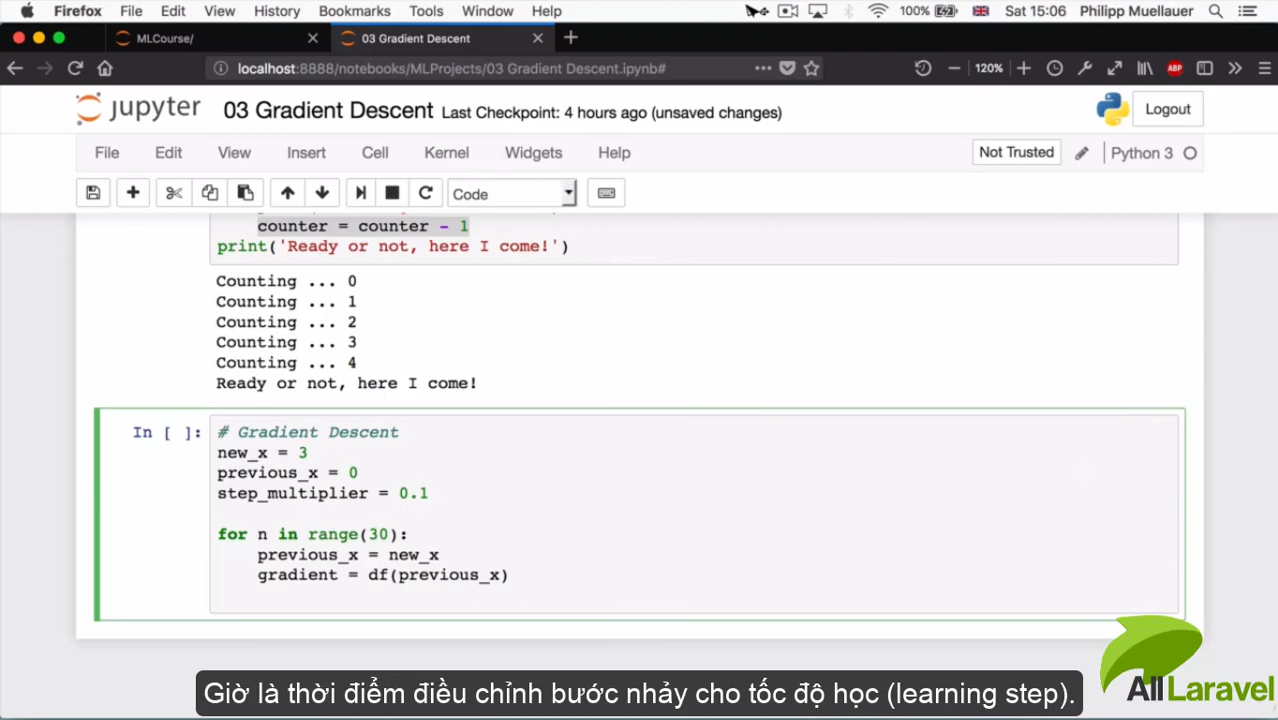 Firefox File Edit View History Bookmarks Tools Window Help 100% Sat 15:06 Philipp Muellauer
MLCourse/ 03 Gradient Descent
localhost:8888/notebooks/MLProjects/03 Gradient Descent.ipynb# 120% ABP
jupyter 03 Gradient Descent Last Checkpoint: 4 hours ago (unsaved changes) Logout
File Edit View Insert Cell Kernel Widgets Help Not Trusted Python 3
Code
counter = counter - 1
print('Ready or not, here I come!')
Counting ... 0
Counting ... 1
Counting ... 2
Counting ... 3
Counting ... 4
Ready or not, here I come!
In [ ]: # Gradient Descent
new_x = 3
previous_x = 0
step_multiplier = 0.1
for n in range(30):
previous_x = new_x
gradient = df(previous_x)
Giờ là thời điểm điều chỉnh bước nhảy cho tốc độ học (learning step).
AllLaravel